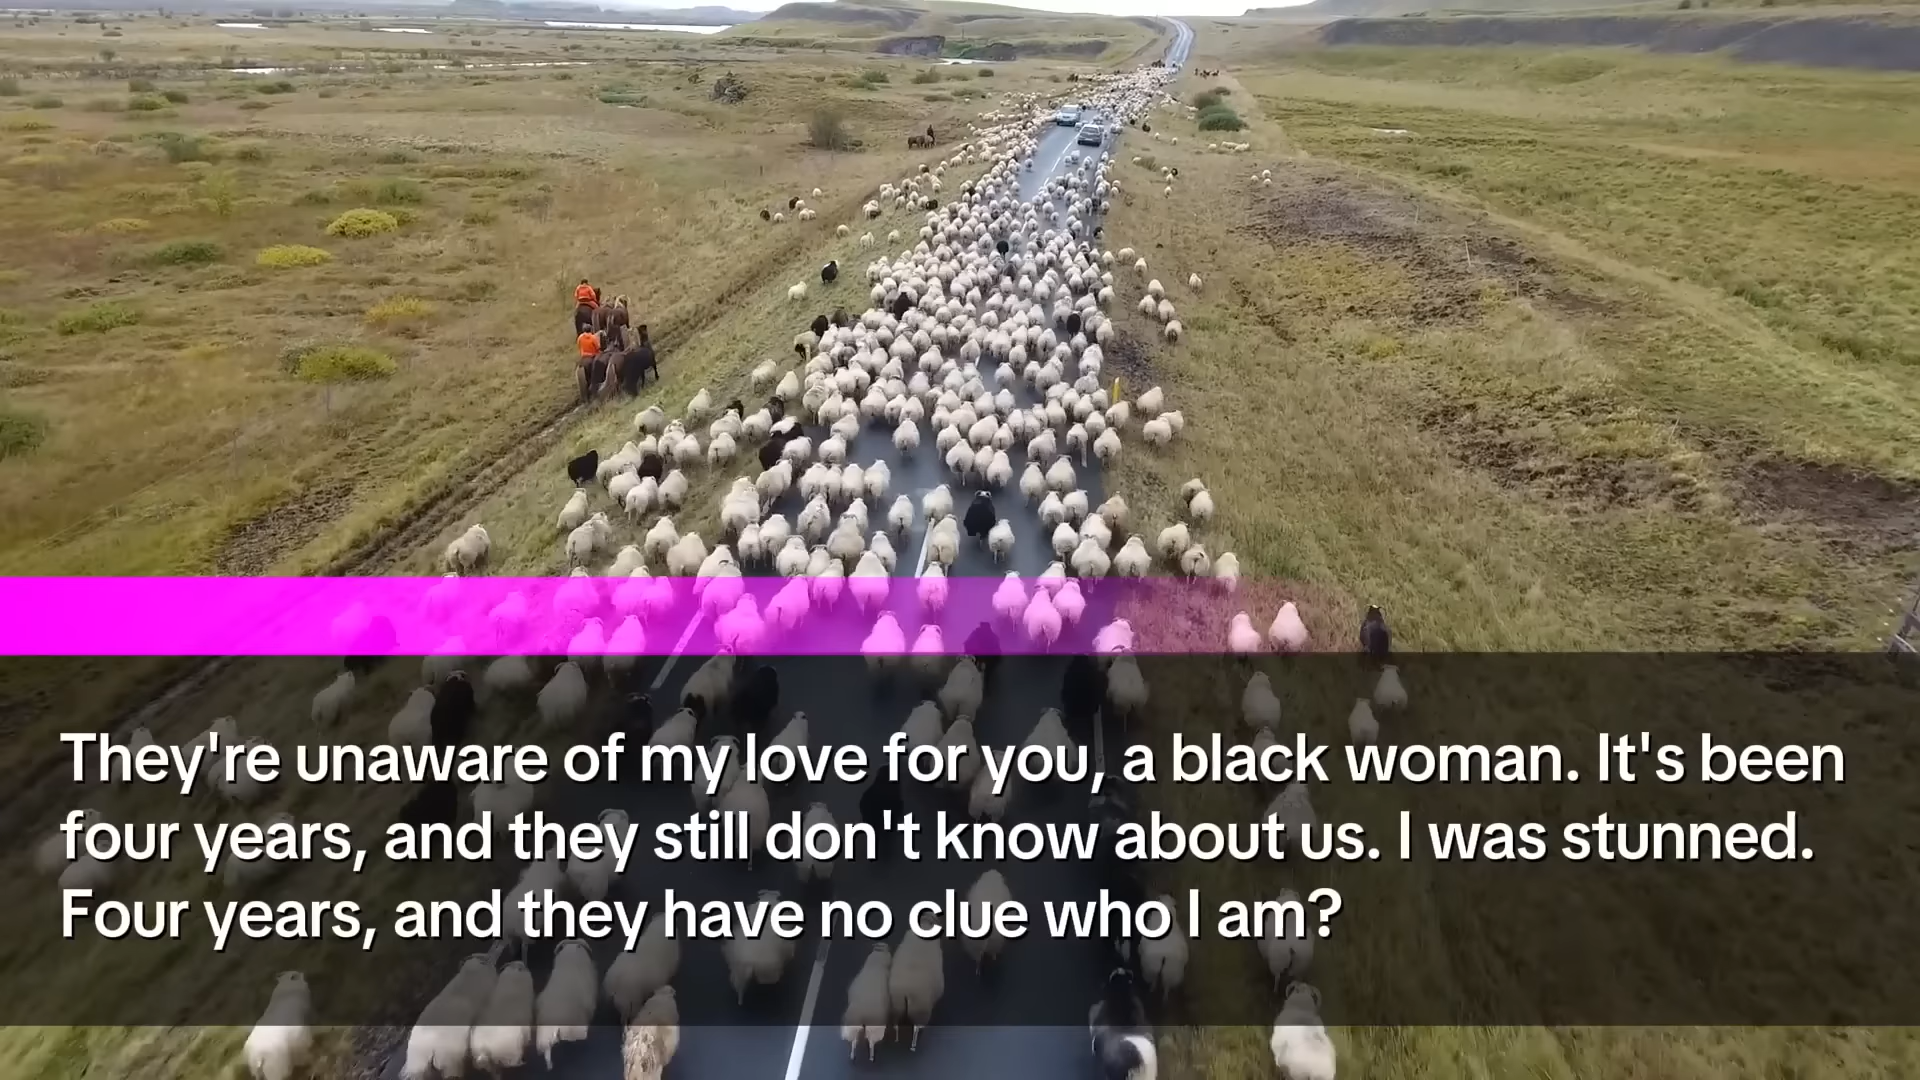 They're unaware of my love for you, a black woman. It's been
four years, and they still don't know about us. I was stunned.
Four years, and they have no clue who I am?